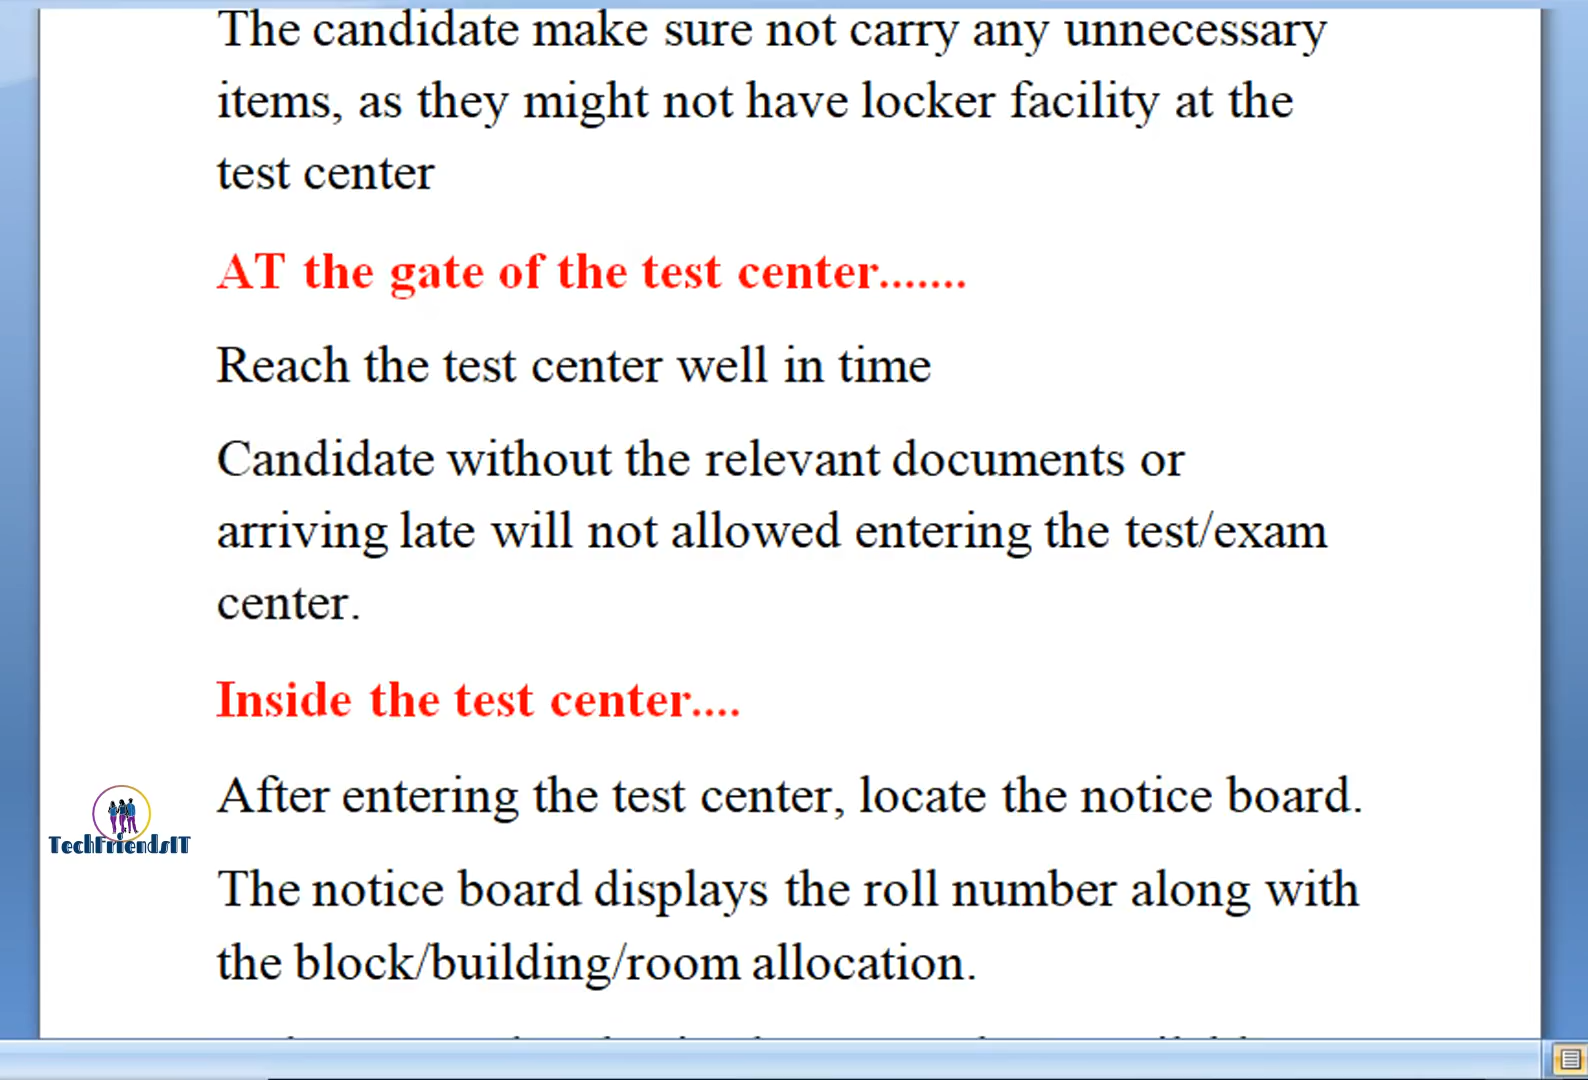 The candidate make sure not carry any unnecessary
items, as they might not have locker facility at the
test center
AT the gate of the test center.......
Reach the test center well in time
Candidate without the relevant documents or
arriving late will not allowed entering the test/exam
center.
Inside the test center....
After entering the test center, locate the notice board.
TechFriendsIT
The notice board displays the roll number along with
the block/building/room allocation.